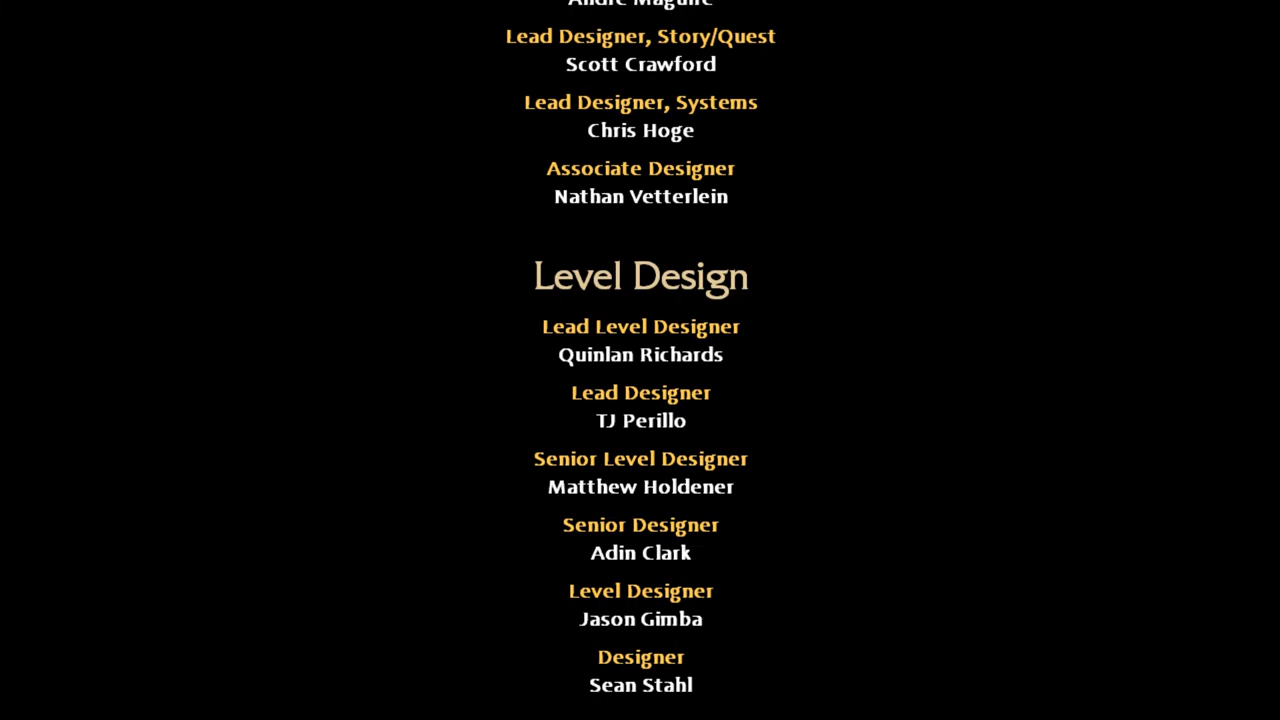 Andre Maguire
Lead Designer, Story/Quest
Scott Crawford
Lead Designer, Systems
Chris Hoge
Associate Designer
Nathan Vetterlein
Level Design
Lead Level Designer
Quinlan Richards
Lead Designer
TJ Perillo
Senior Level Designer
Matthew Holdener
Senior Designer
Adin Clark
Level Designer
Jason Gimba
Designer
Sean Stahl